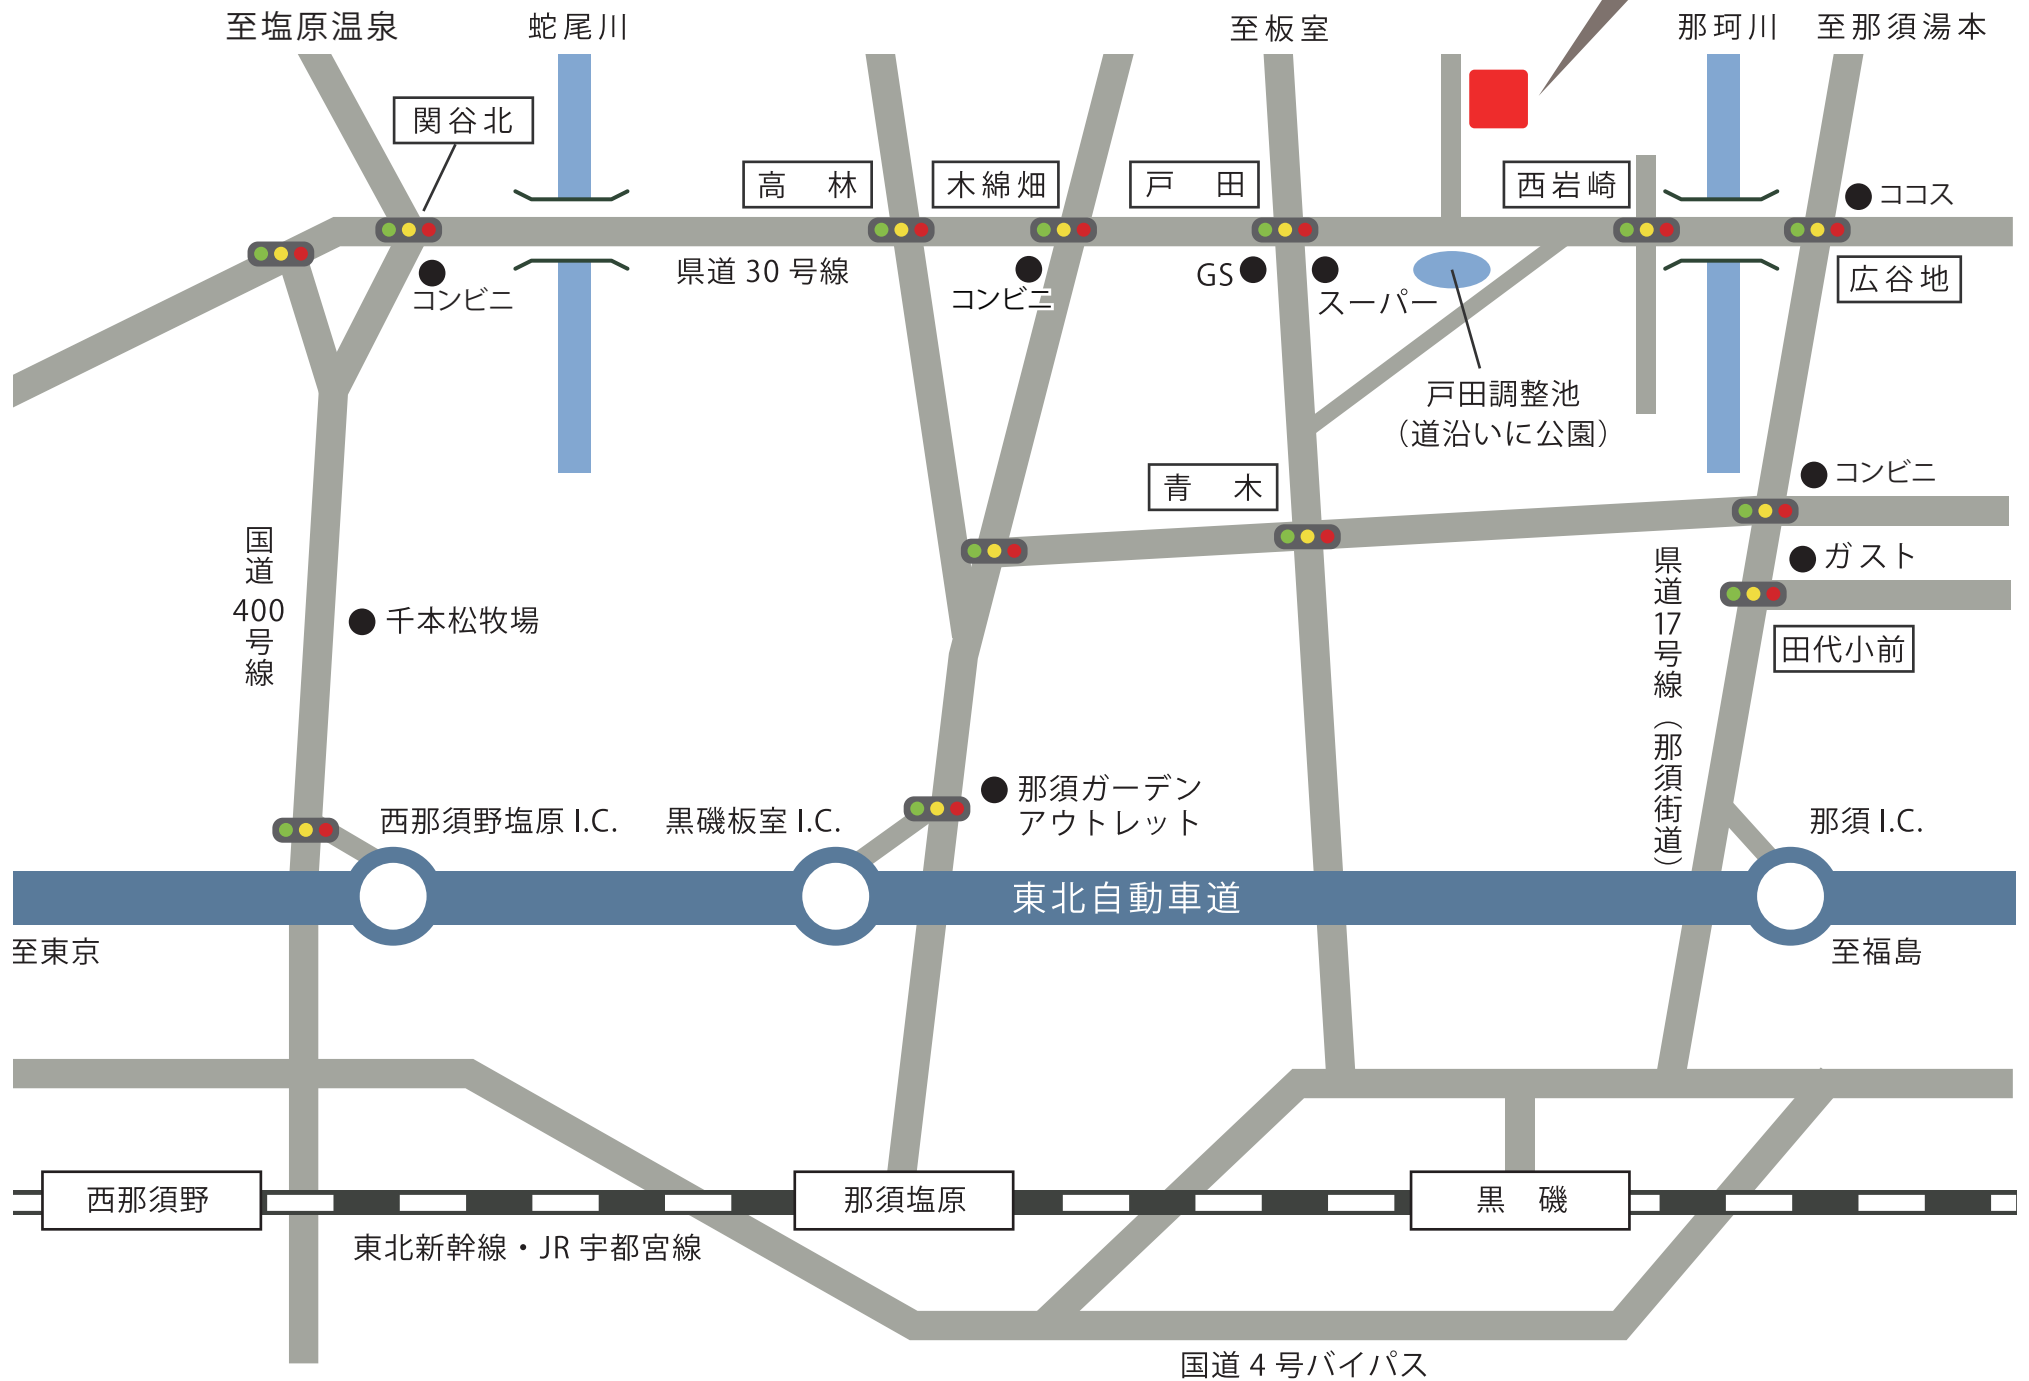 至塩原温泉
蛇尾川
至板室
那珂川
至那須湯本
関谷北
高　林
木綿畑
戸　田
西岩崎
ココス
広谷地
コンビニ
県道 30 号線
コンビニ
GS
スーパー
戸田調整池
（道沿いに公園）
青　木
コンビニ
ガスト
田代小前
国道400号線
千本松牧場
県道17号線（那須街道）
那須ガーデン
アウトレット
西那須野塩原 I.C.
黒磯板室 I.C.
那須 I.C.
東北自動車道
至東京
至福島
西那須野
那須塩原
黒　磯
東北新幹線・JR 宇都宮線
国道 4 号バイパス